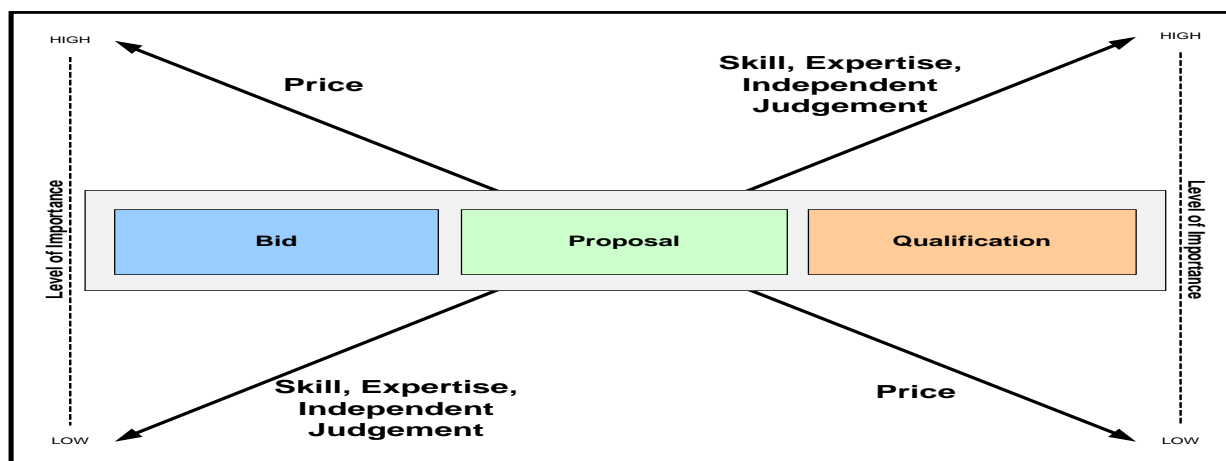 HIGH
HIGH
Price
Skill, Expertise,
Independent
Judgement
Level of Importance
Level of Importance
Bid
Proposal
Qualification
Skill, Expertise,
Independent
Judgement
Price
LOW
LOW